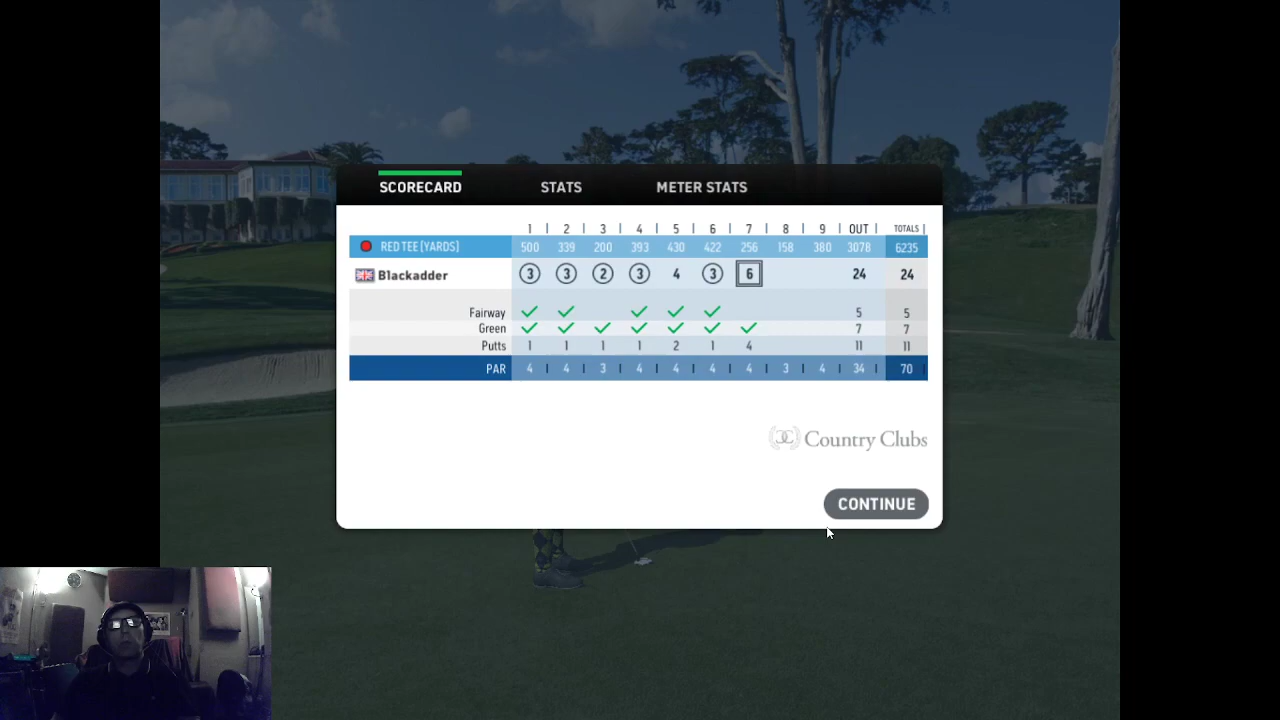 SCORECARD STATS METER STATS
1 | 2 | 3 | 4 | 5 | 6 | 7 | 8 | 9 | OUT | TOTALS |
RED TEE (YARDS) 500 339 200 393 430 422 256 158 380 3078 6235
Blackadder 3 3 2 3 4 3 6 24 24
Fairway 5 5
Green 7 7
Putts 1 1 1 1 2 1 4 11 11
PAR 4 | 4 | 3 | 4 | 4 | 4 | 4 | 3 | 4 | 34 | 70
CC Country Clubs
CONTINUE